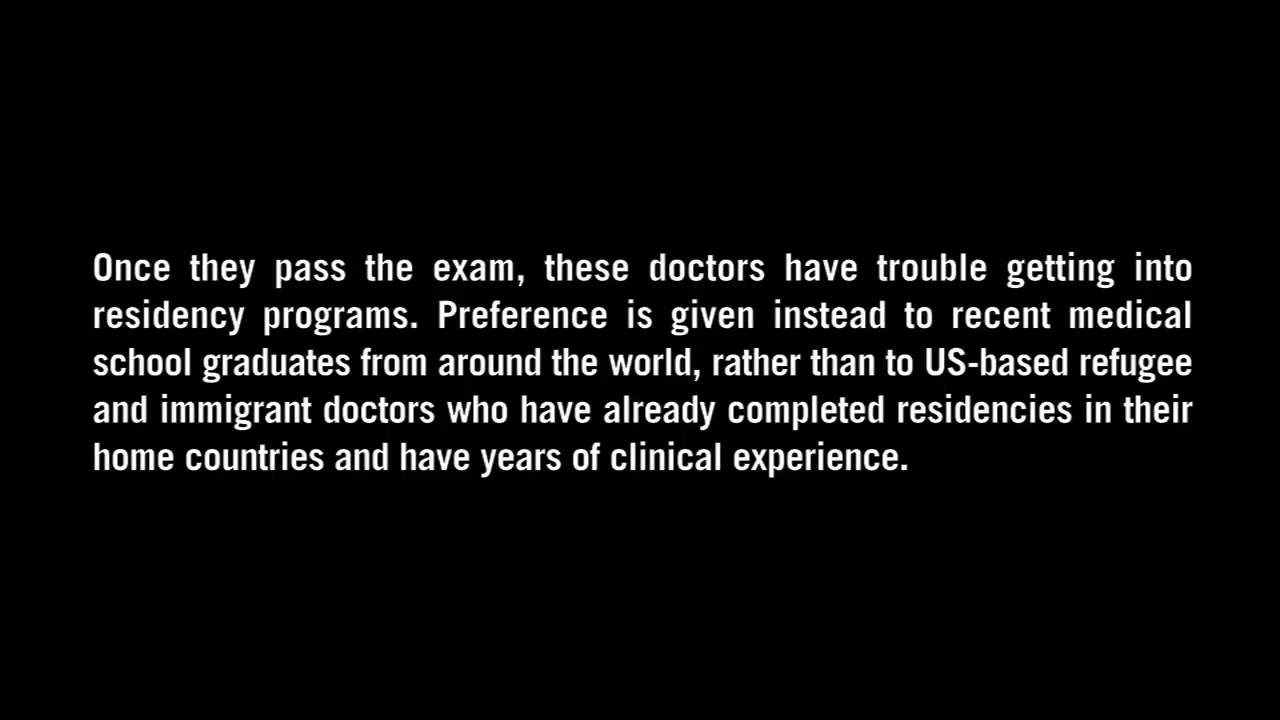 Once they pass the exam, these doctors have trouble getting into
residency programs. Preference is given instead to recent medical
school graduates from around the world, rather than to US-based refugee
and immigrant doctors who have already completed residencies in their
home countries and have years of clinical experience.